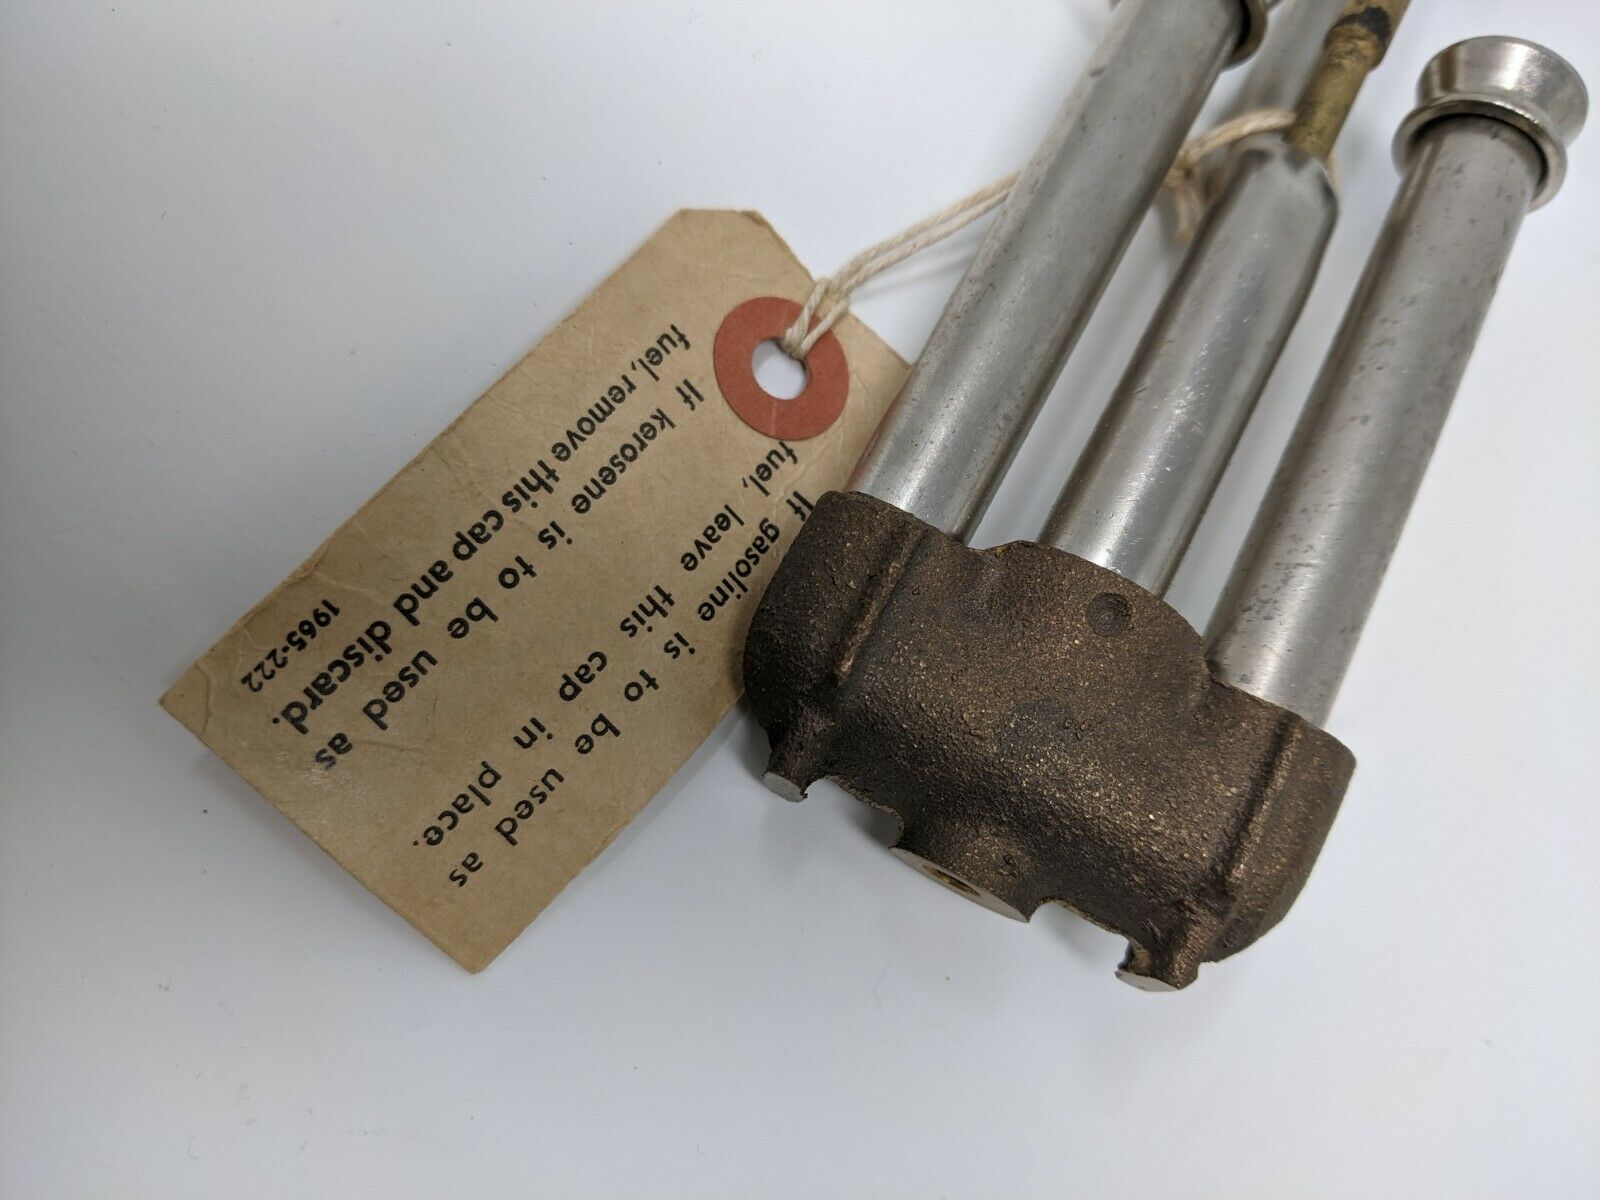 If gasoline is to be used as
fuel, leave this cap in place.
If kerosene is to be used as
fuel, remove this cap and discard.
1965-222